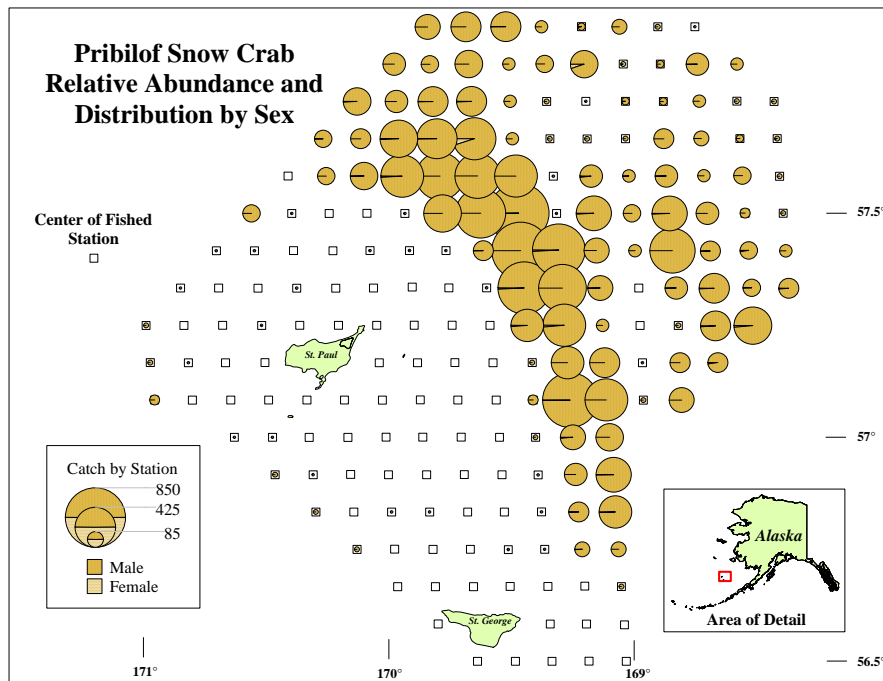 Pribilof Snow Crab
Relative Abundance and
Distribution by Sex
Center of Fished
Station
57.5°
St. Paul
57°
Catch by Station
850
425
85
Male
Female
Alaska
Area of Detail
St. George
171°
170°
169°
56.5°